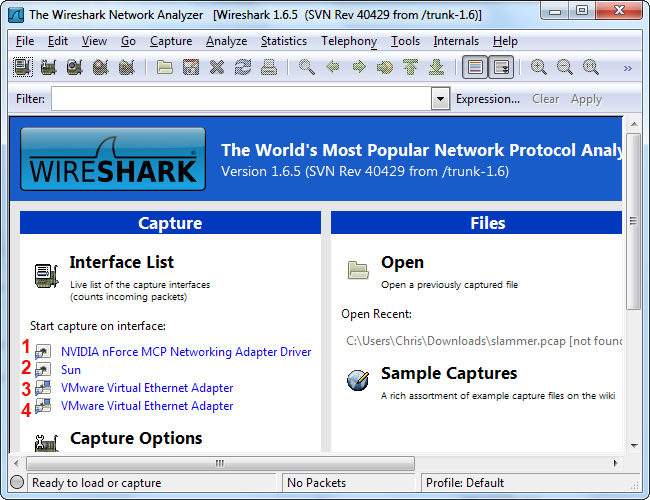 The Wireshark Network Analyzer [Wireshark 1.6.5 (SVN Rev 40429 from /trunk-1.6)]
File Edit View Go Capture Analyze Statistics Telephony Tools Internals Help
Filter: Expression... Clear Apply
WIRESHARK
The World's Most Popular Network Protocol Analy
Version 1.6.5 (SVN Rev 40429 from /trunk-1.6)
Capture
Interface List
Live list of the capture interfaces
(counts incoming packets)
Start capture on interface:
1 NVIDIA nForce MCP Networking Adapter Driver
2 Sun
3 VMware Virtual Ethernet Adapter
4 VMware Virtual Ethernet Adapter
Capture Options
Files
Open
Open a previously captured file
Open Recent:
C:\Users\Chris\Downloads\slammer.pcap [not found
Sample Captures
A rich assortment of example capture files on the wiki
Ready to load or capture No Packets Profile: Default